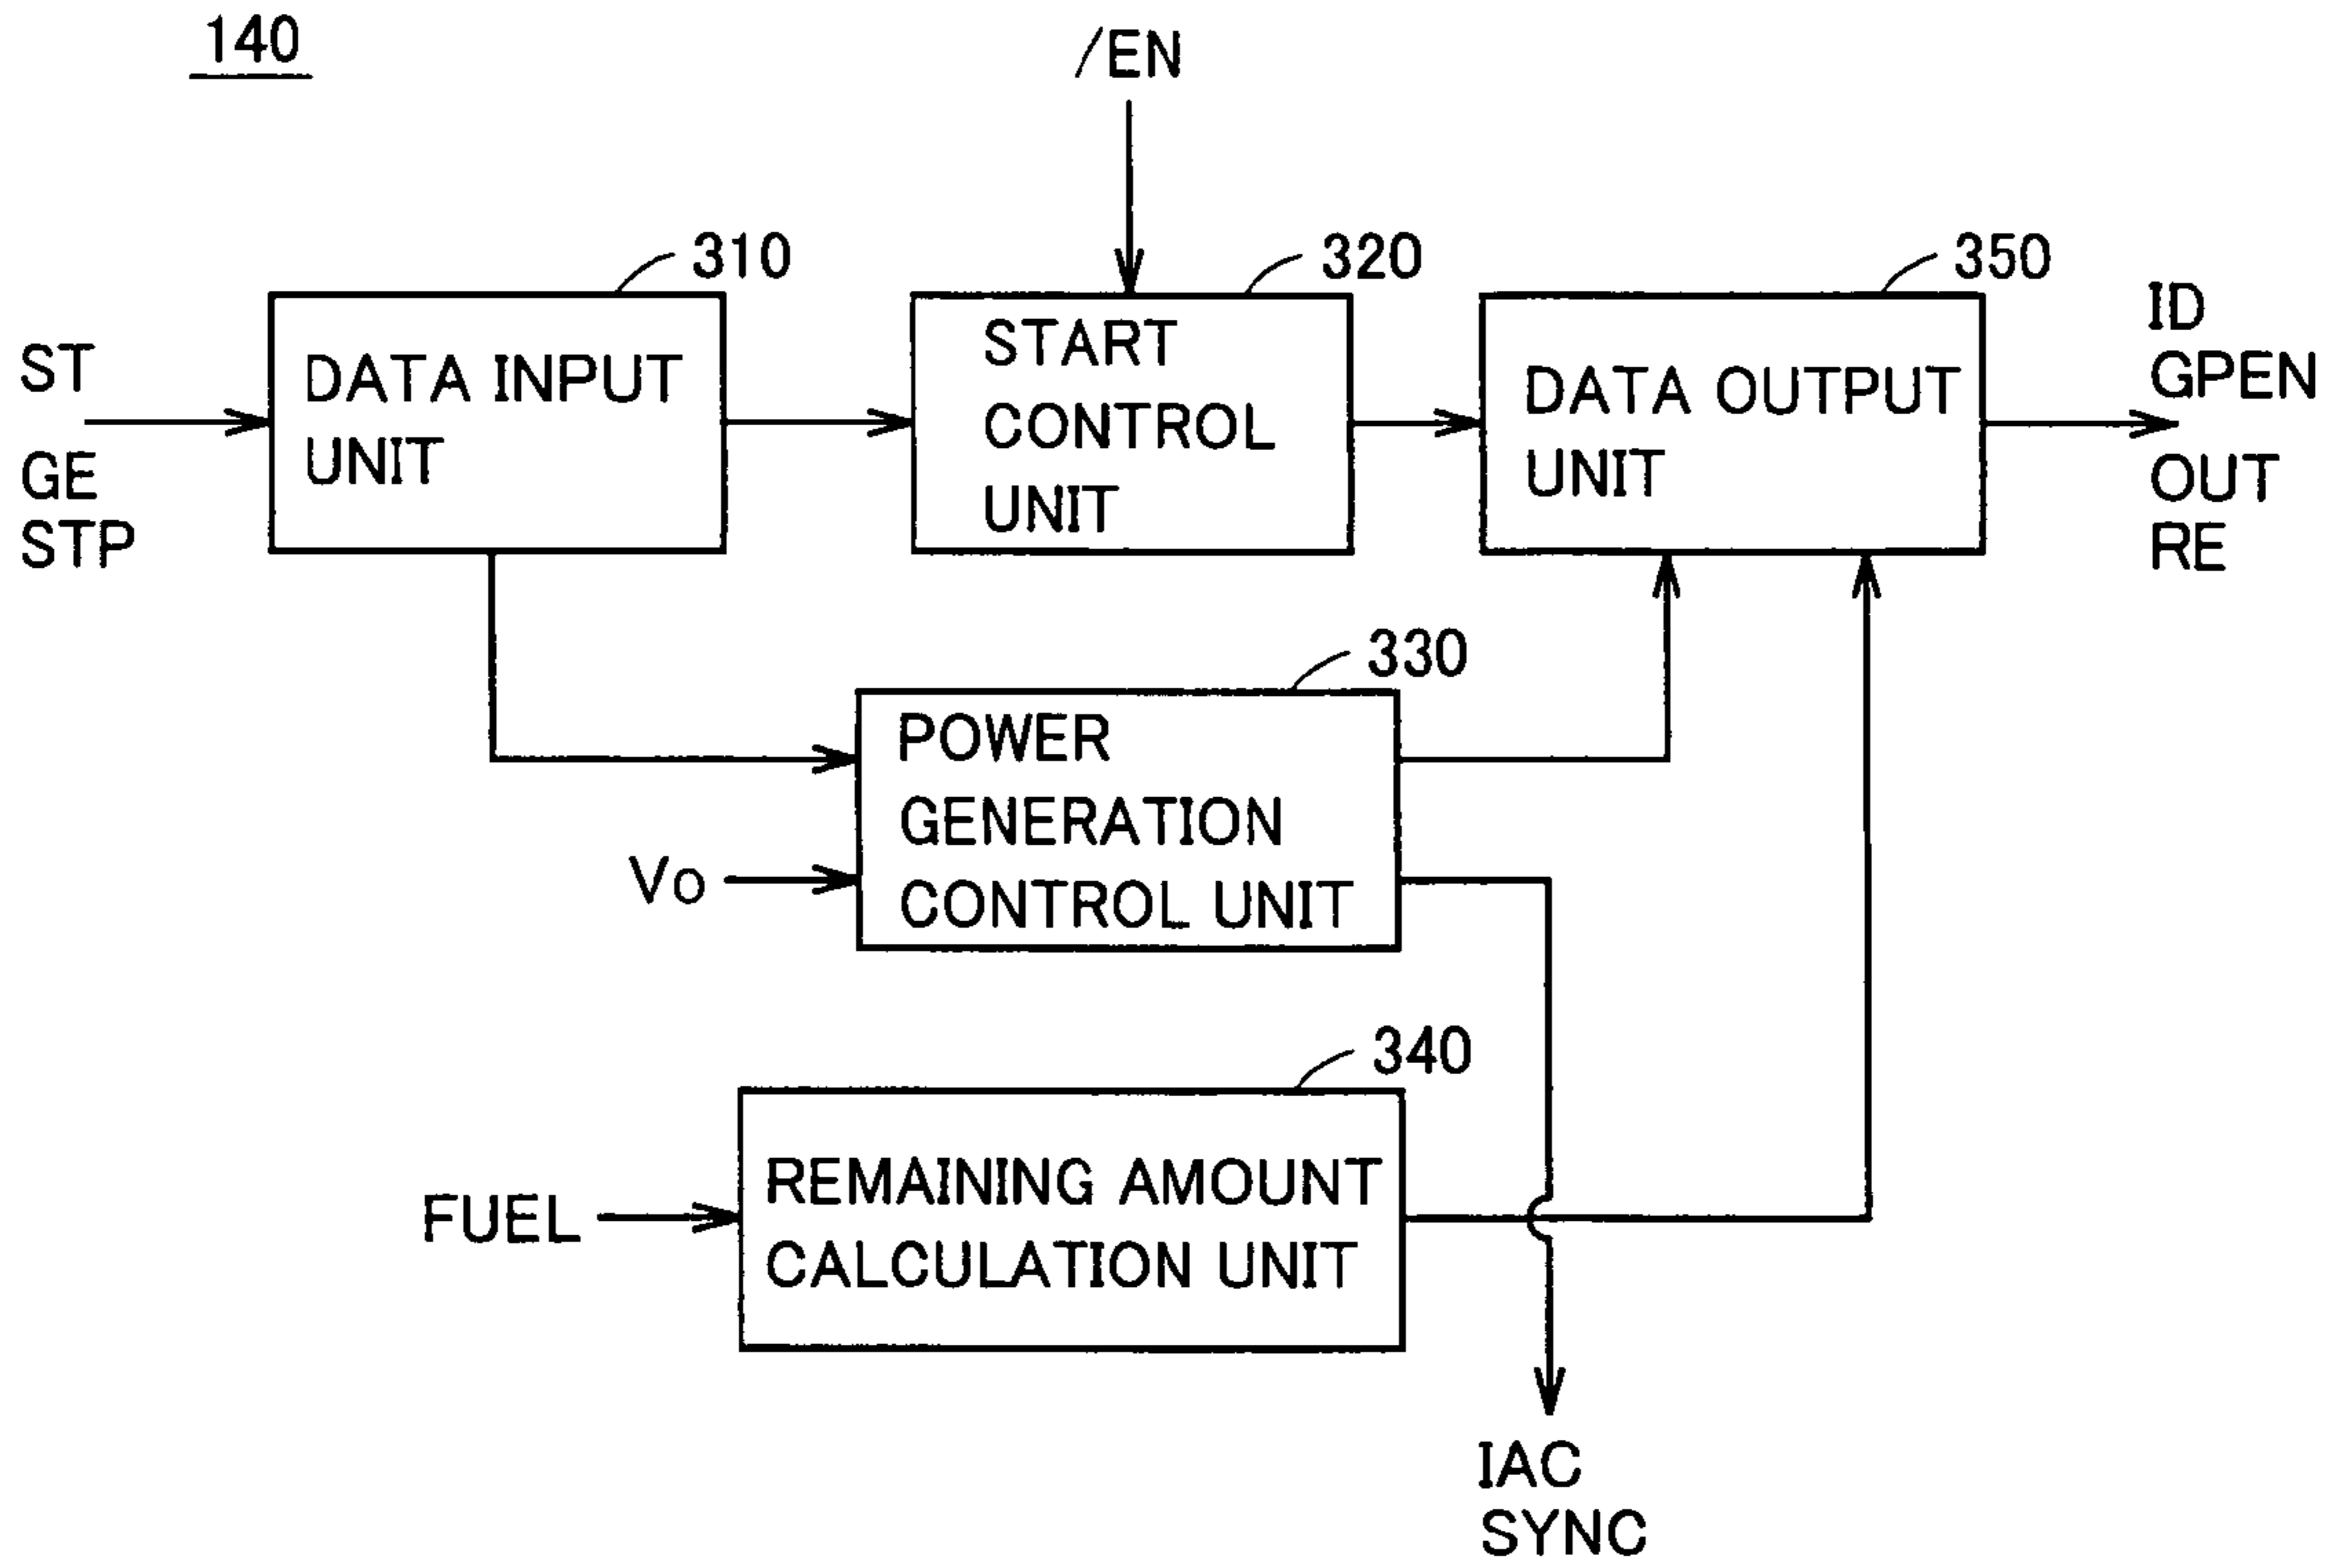 140
/EN
310
320
350
ST
GE
STP
DATA INPUT
UNIT
START
CONTROL
UNIT
DATA OUTPUT
UNIT
ID
GPEN
OUT
RE
330
POWER
GENERATION
CONTROL UNIT
Vo
340
FUEL
REMAINING AMOUNT
CALCULATION UNIT
IAC
SYNC